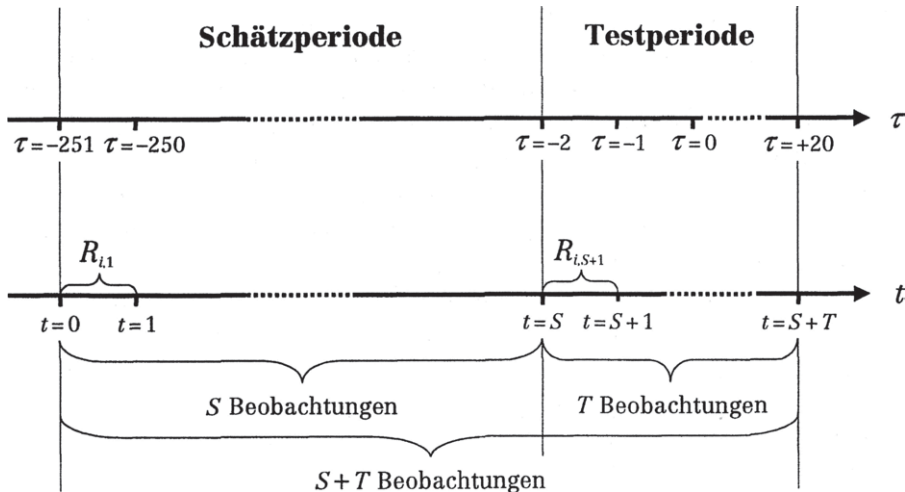 Schätzperiode Testperiode
τ
τ=-251 τ=-250 τ=-2 τ=-1 τ=0 τ=+20
R_{i,1} R_{i,S+1}
t
t=0 t=1 t=S t=S+1 t=S+T
S Beobachtungen T Beobachtungen
S+T Beobachtungen